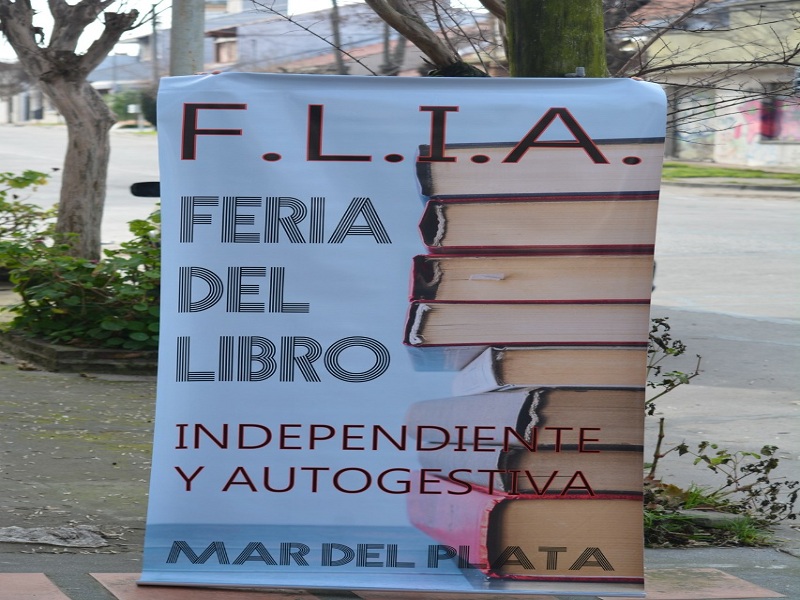 F.L.I.A.
FERIA
DEL
LIBRO
INDEPENDIENTE
Y AUTOGESTIVA
MAR DEL PLATA